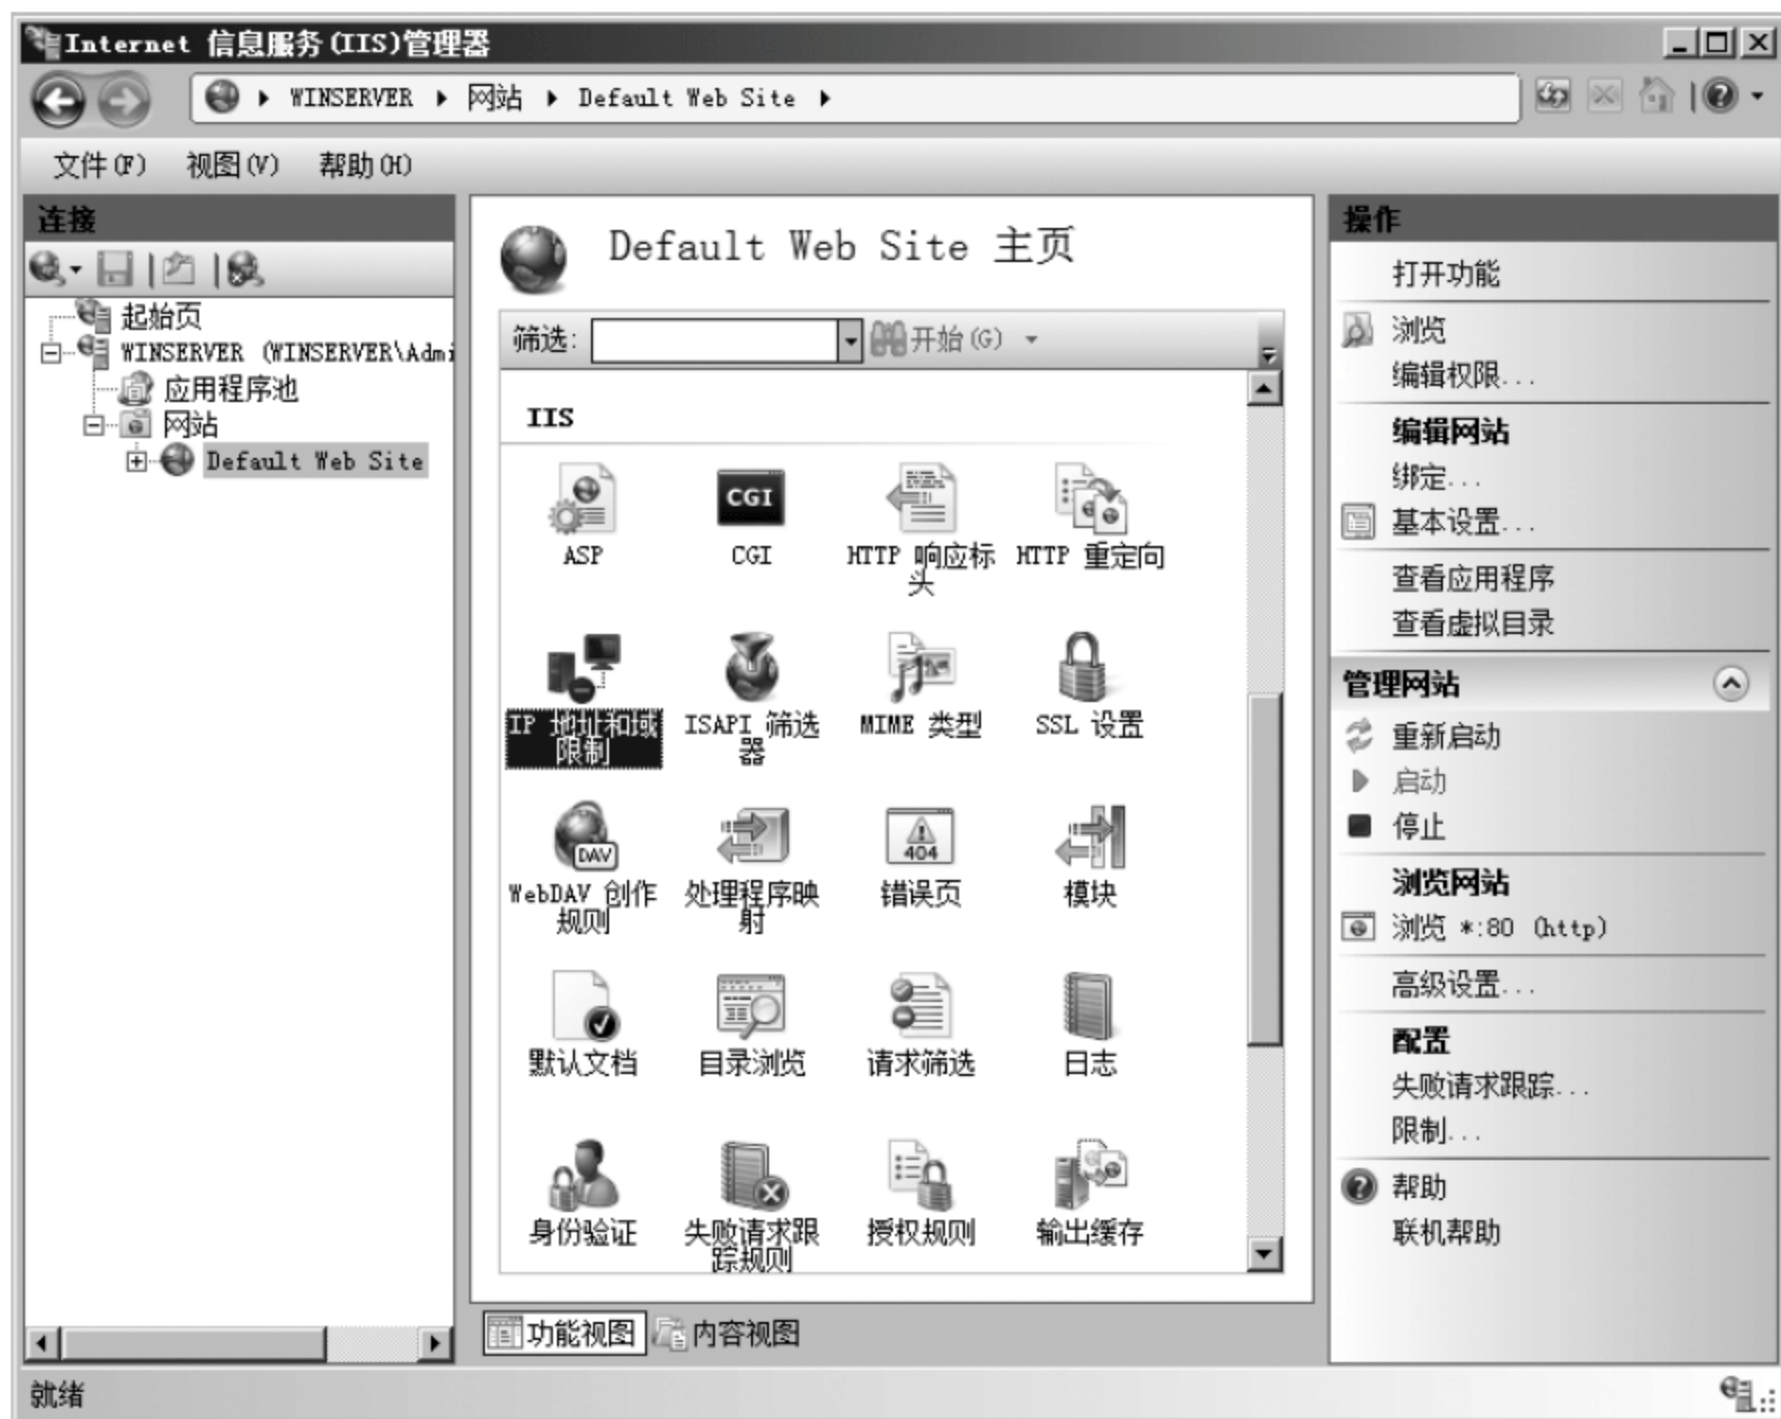 Internet 信息服务(IIS)管理器
WINSERVER 网站 Default Web Site
文件(F) 视图(V) 帮助(H)
连接
起始页
WINSERVER (WINSERVER\Admi
应用程序池
网站
Default Web Site
Default Web Site 主页
筛选: 开始(G)
IIS
ASP
CGI
HTTP 响应标
头
HTTP 重定向
IP 地址和域
限制
ISAPI 筛选
器
MIME 类型
SSL 设置
WebDAV 创作
规则
DAV
处理程序映
射
404
错误页
模块
默认文档
目录浏览
请求筛选
日志
身份验证
失败请求跟
踪规则
授权规则
输出缓存
功能视图 内容视图
操作
打开功能
浏览
编辑权限...
编辑网站
绑定...
基本设置...
查看应用程序
查看虚拟目录
管理网站
重新启动
启动
停止
浏览网站
浏览 *:80 (http)
高级设置...
配置
失败请求跟踪...
限制...
帮助
联机帮助
就绪